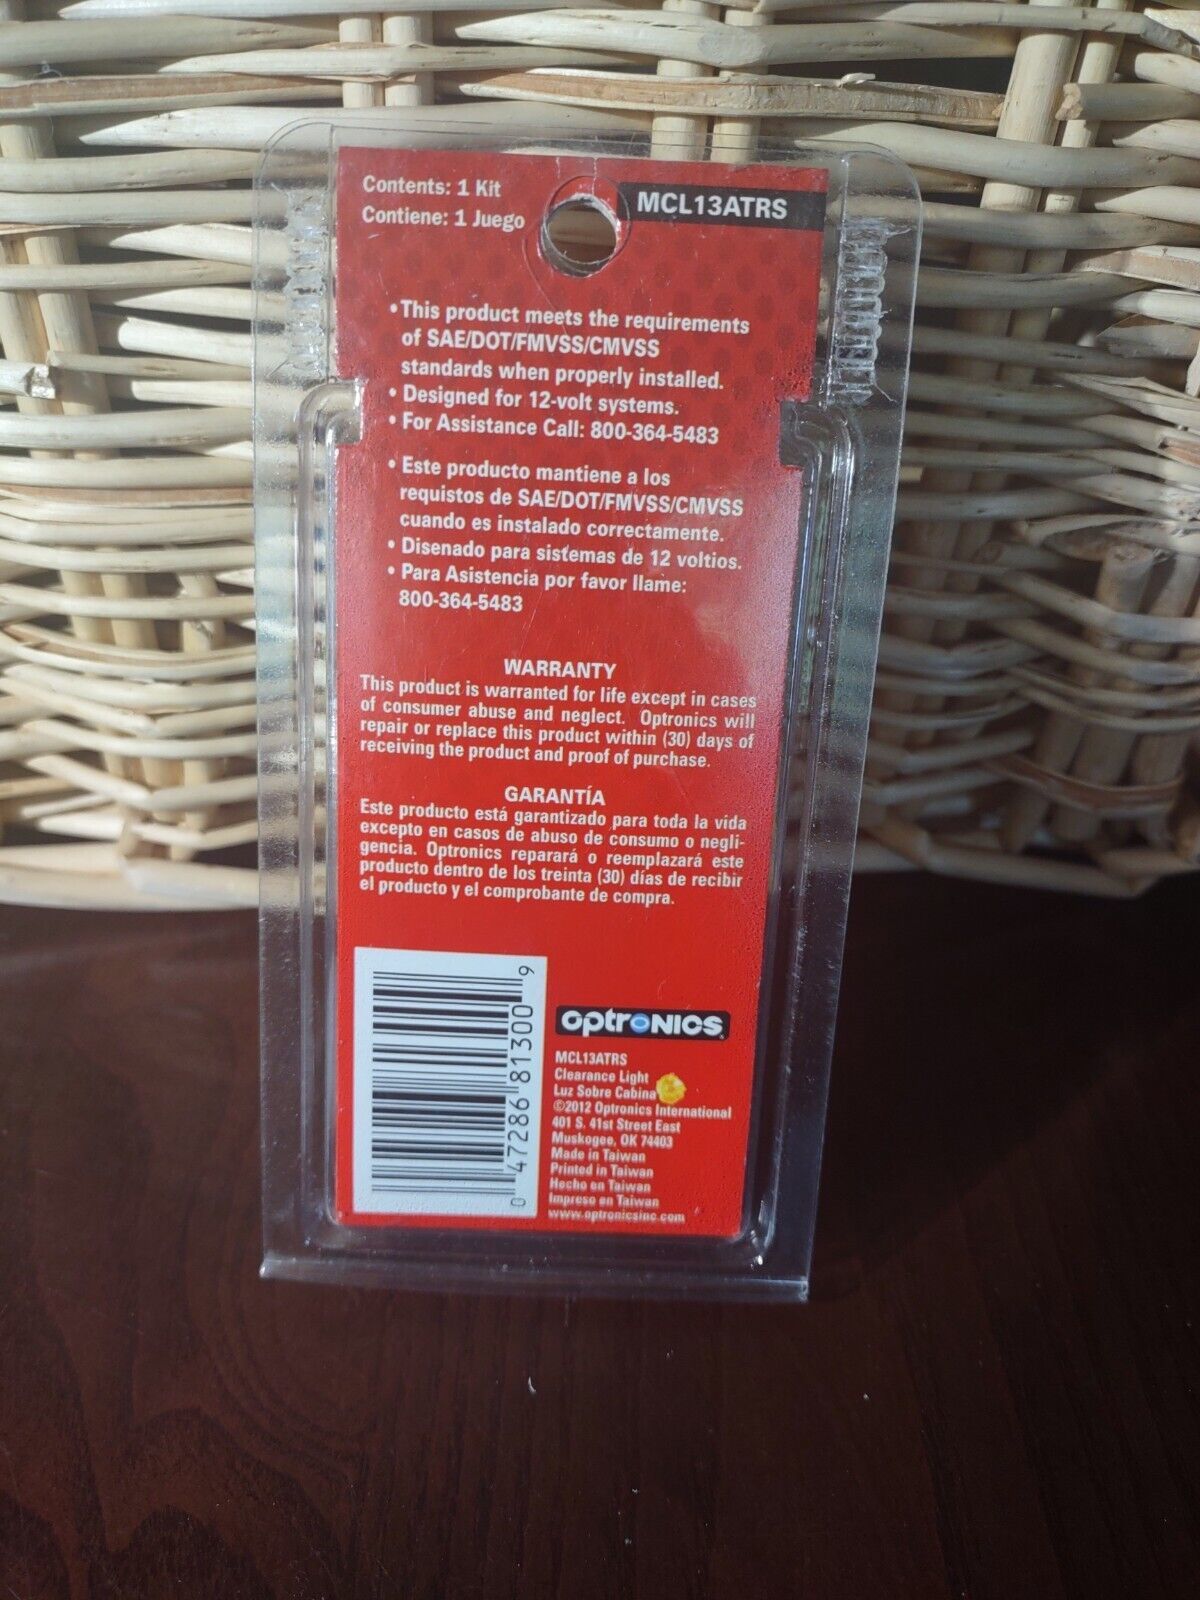 Contents: 1 Kit
Contiene: 1 Juego
MCL13ATRS
• This product meets the requirements
of SAE/DOT/FMVSS/CMVSS
standards when properly installed.
• Designed for 12-volt systems.
• For Assistance Call: 800-364-5483
• Este producto mantiene a los
requistos de SAE/DOT/FMVSS/CMVSS
cuando es instalado correctamente.
• Disenado para sistemas de 12 voltios.
• Para Asistencia por favor llame:
800-364-5483
WARRANTY
This product is warranted for life except in cases
of consumer abuse and neglect. Optronics will
repair or replace this product within (30) days of
receiving the product and proof of purchase.
GARANTÍA
Este producto está garantizado para toda la vida
excepto en casos de abuso de consumo o negli-
gencia. Optronics reparará o reemplazará este
producto dentro de los treinta (30) días de recibir
el producto y el comprobante de compra.
0 47286 81300 9
optronics
MCL13ATRS
Clearance Light
Luz Sobre Cabina
©2012 Optronics International
401 S. 41st Street East
Muskogee, OK 74403
Made in Taiwan
Printed in Taiwan
Hecho en Taiwan
Impreso en Taiwan
www.optronicsinc.com